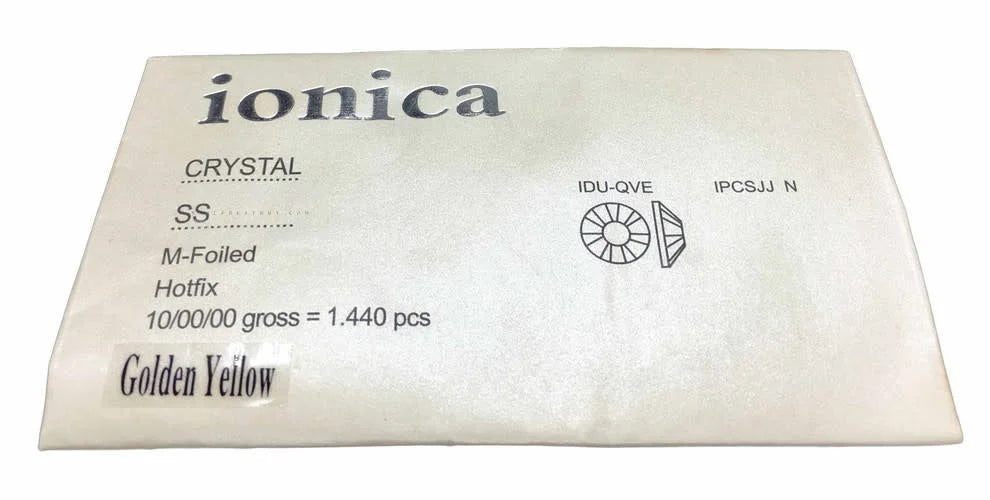 ionica
CRYSTAL
SS
M-Foiled
Hotfix
10/00/00 gross = 1.440 pcs
Golden Yellow
IDU-QVE IPCSJJ N